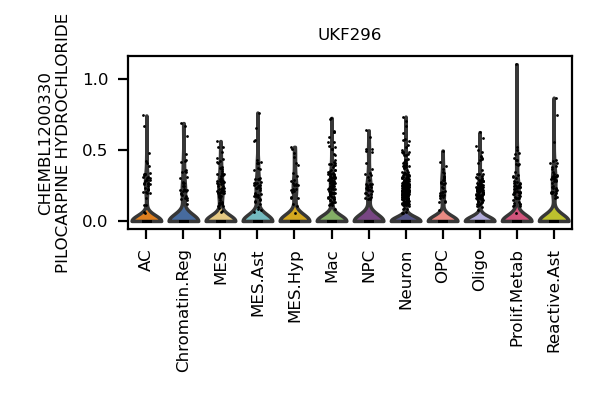 UKF296
CHEMBL1200330
PILOCARPINE HYDROCHLORIDE
1.0
0.5
0.0
AC
Chromatin.Reg
MES
MES.Ast
MES.Hyp
Mac
NPC
Neuron
OPC
Oligo
Prolif.Metab
Reactive.Ast